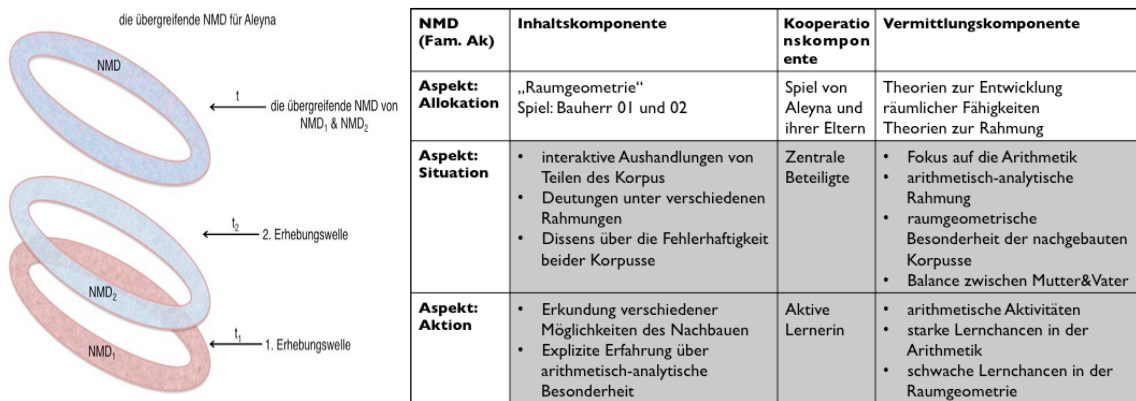 die übergreifende NMD für Aleyna
NMD
t
die übergreifende NMD von
NMD1 & NMD2
t2
2. Erhebungswelle
NMD2
t1
1. Erhebungswelle
NMD1
NMD
(Fam. Ak)
Inhaltskomponente
Kooperatio
nskompon
ente
Vermittlungskomponente
Aspekt:
Allokation
„Raumgeometrie“
Spiel: Bauherr 01 und 02
Spiel von
Aleyna und
ihrer Eltern
Theorien zur Entwicklung
räumlicher Fähigkeiten
Theorien zur Rahmung
Aspekt:
Situation
• interaktive Aushandlungen von
Teilen des Korpus
• Deutungen unter verschiedenen
Rahmungen
• Dissens über die Fehlerhaftigkeit
beider Korpusse
Zentrale
Beteiligte
• Fokus auf die Arithmetik
• arithmetisch-analytische
Rahmung
• raumgeometrische
Besonderheit der nachgebauten
Korpusse
• Balance zwischen Mutter&Vater
Aspekt:
Aktion
• Erkundung verschiedener
Möglichkeiten des Nachbauen
• Explizite Erfahrung über
arithmetisch-analytische
Besonderheit
Aktive
Lernerin
• arithmetische Aktivitäten
• starke Lernchancen in der
Arithmetik
• schwache Lernchancen in der
Raumgeometrie